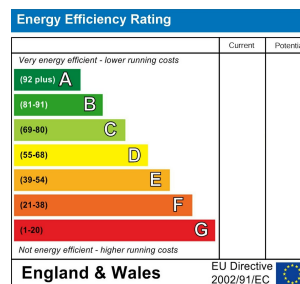 Energy Efficiency Rating
Current Potenti
Very energy efficient - lower running costs
(92 plus) A
(81-91) B
(69-80) C
(55-68) D
(39-54) E
(21-38) F
(1-20) G
Not energy efficient - higher running costs
England & Wales
EU Directive
2002/91/EC